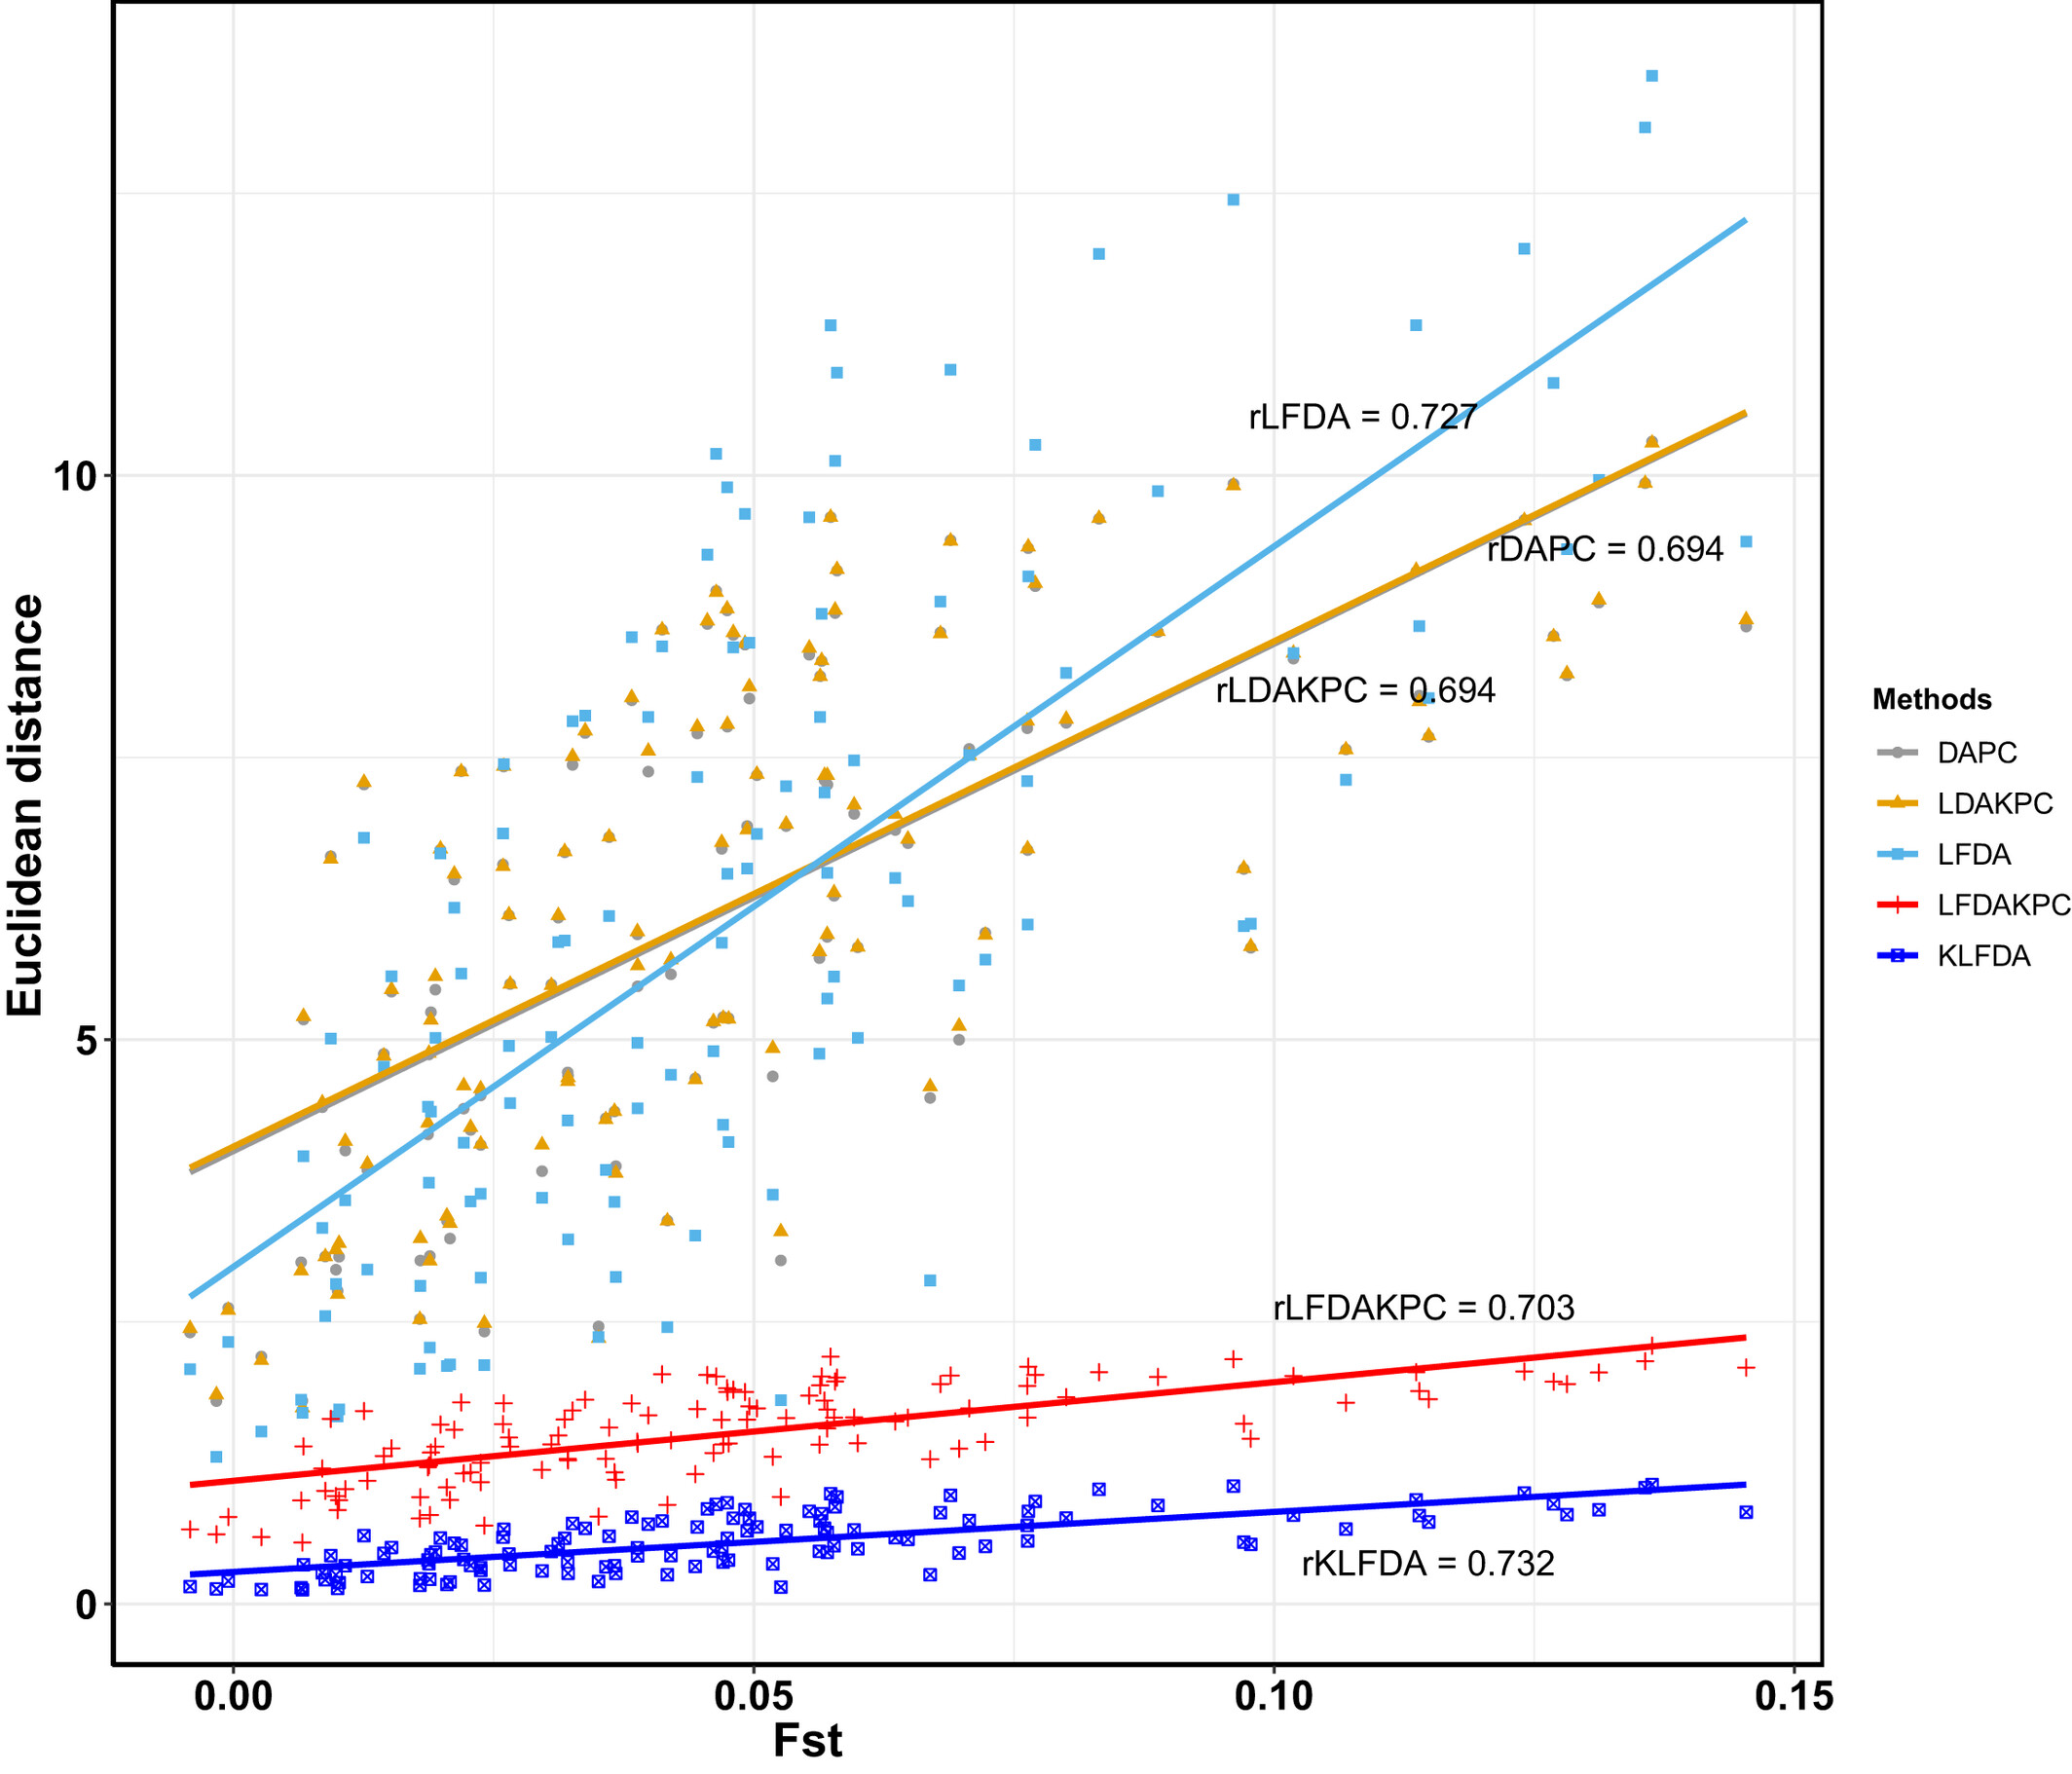 Euclidean distance
10
5
0
0.00
0.05
0.10
0.15
Fst
rLFDA = 0.727
rDAPC = 0.694
rLDAKPC = 0.694
rLFDAKPC = 0.703
rKLFDA = 0.732
Methods
DAPC
LDAKPC
LFDA
LFDAKPC
KLFDA